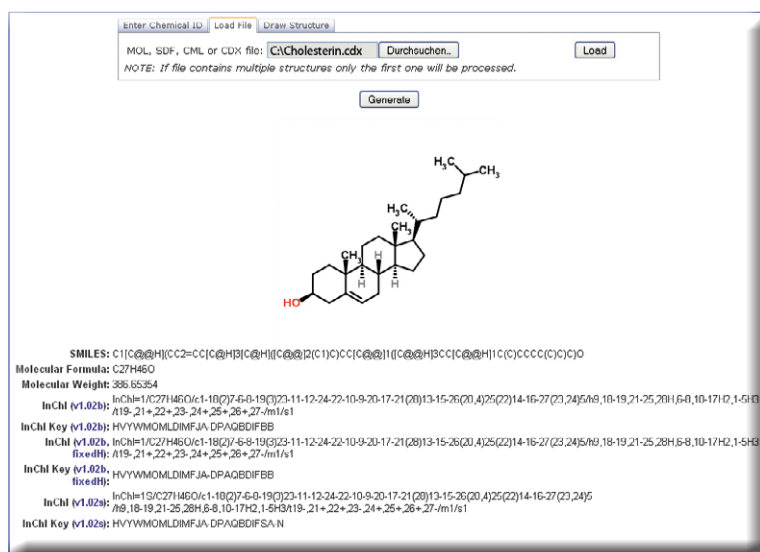 Enter Chemical ID Load File Draw Structure
MOL, SDF, CML or CDX file: C:\Cholesterin.cdx Durchsuchen... Load
NOTE: If file contains multiple structures only the first one will be processed.
Generate
H₃C
CH₃
H₃C
CH₃
CH₃
H
H
H
HO
SMILES: C1[C@@H](CC2=CC[C@H]3[C@H]([C@@]2(C1)C)CC[C@@]1([C@@H]3CC[C@@H]1C(C)CCCC(C)C)C)O
Molecular Formula: C27H46O
Molecular Weight: 386.65354
InChI (v1.02b): InChI=1/C27H46O/c1-18(2)7-6-8-19(3)23-11-12-24-22-10-9-20-17-21(28)13-15-26(20,4)25(22)14-16-27(23,24)5/h9,18-19,21-25,28H,6-8,10-17H2,1-5H3
/t19-,21+,22+,23-,24+,25+,26+,27-/m1/s1
InChI Key (v1.02b): HVYWMOMLDIMFJA-DPAQBDIFBB
InChI (v1.02b, fixedH): InChI=1/C27H46O/c1-18(2)7-6-8-19(3)23-11-12-24-22-10-9-20-17-21(28)13-15-26(20,4)25(22)14-16-27(23,24)5/h9,18-19,21-25,28H,6-8,10-17H2,1-5H3
/t19-,21+,22+,23-,24+,25+,26+,27-/m1/s1
InChI Key (v1.02b, fixedH): HVYWMOMLDIMFJA-DPAQBDIFBB
InChI (v1.02s): InChI=1S/C27H46O/c1-18(2)7-6-8-19(3)23-11-12-24-22-10-9-20-17-21(28)13-15-26(20,4)25(22)14-16-27(23,24)5
/h9,18-19,21-25,28H,6-8,10-17H2,1-5H3/t19-,21+,22+,23-,24+,25+,26+,27-/m1/s1
InChI Key (v1.02s): HVYWMOMLDIMFJA-DPAQBDIFSA-N